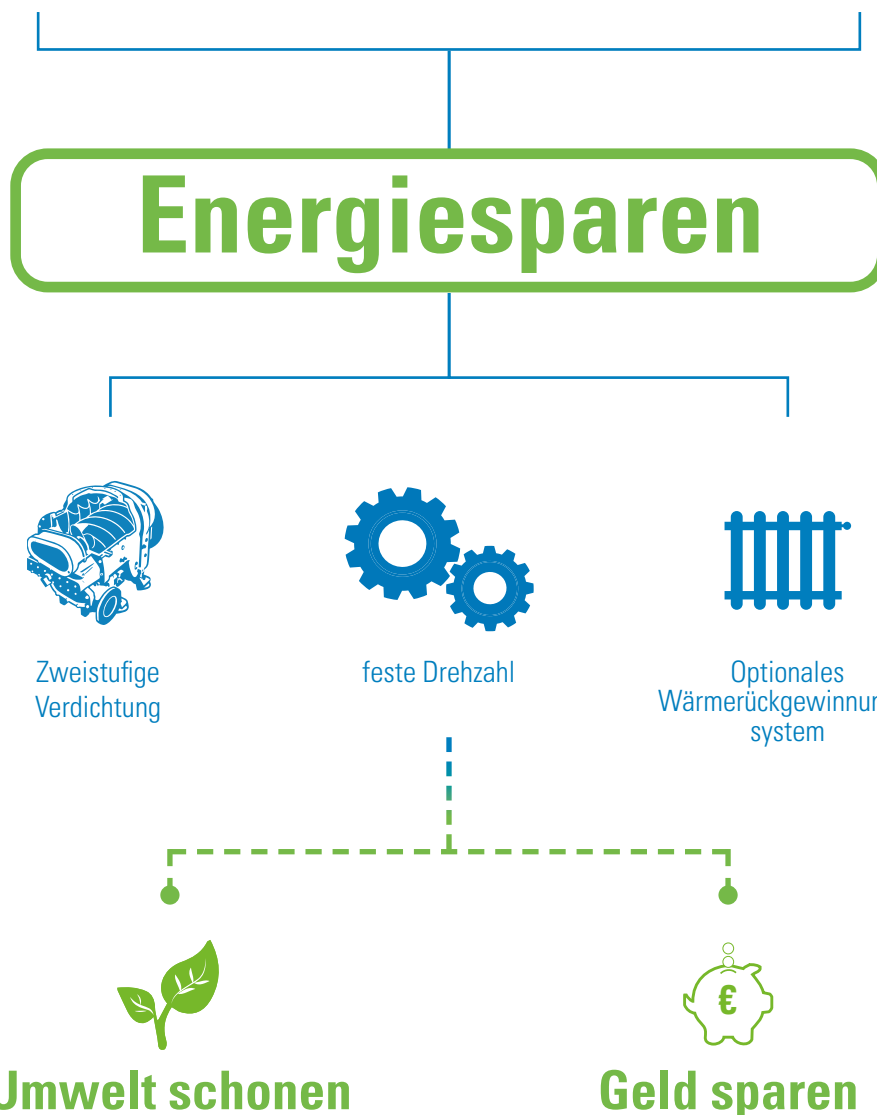 Energiesparen
Zweistufige
Verdichtung
feste Drehzahl
Optionales
system
€
Umwelt schonen
Geld sparen